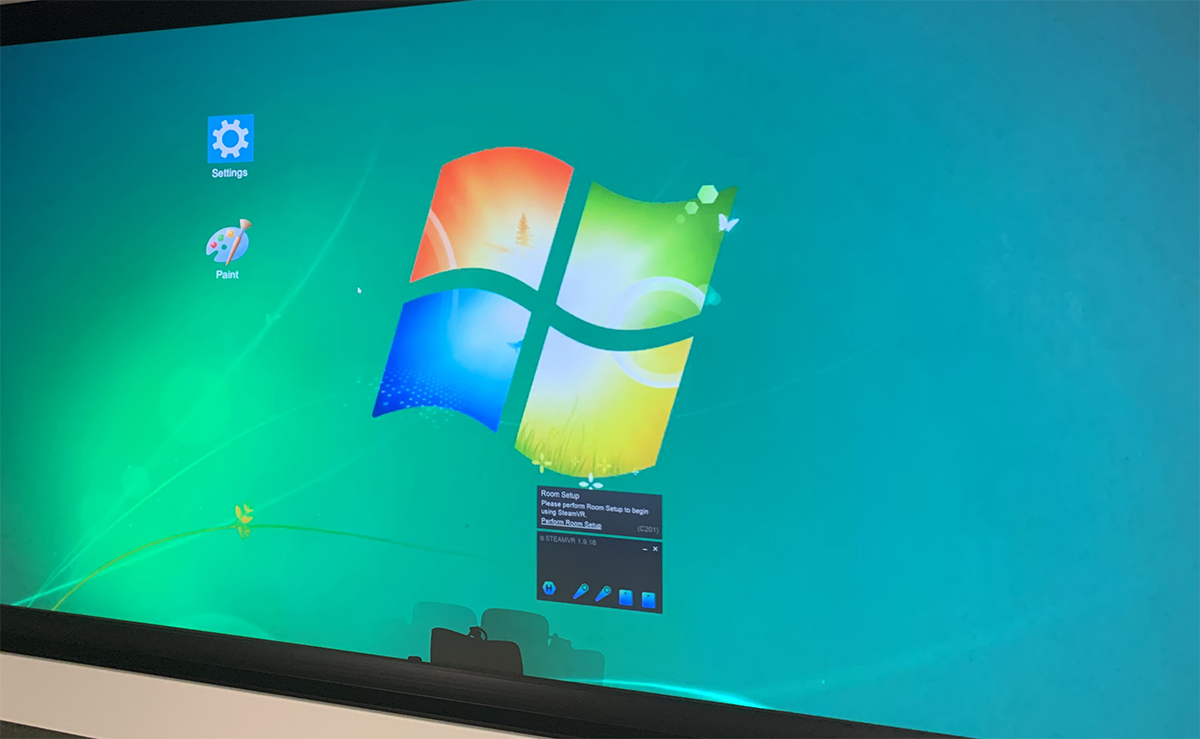 Settings
Paint
Room Setup
Please perform Room Setup to begin
using SteamVR.
Perform Room Setup
(C201)
STEAMVR 1.9.16